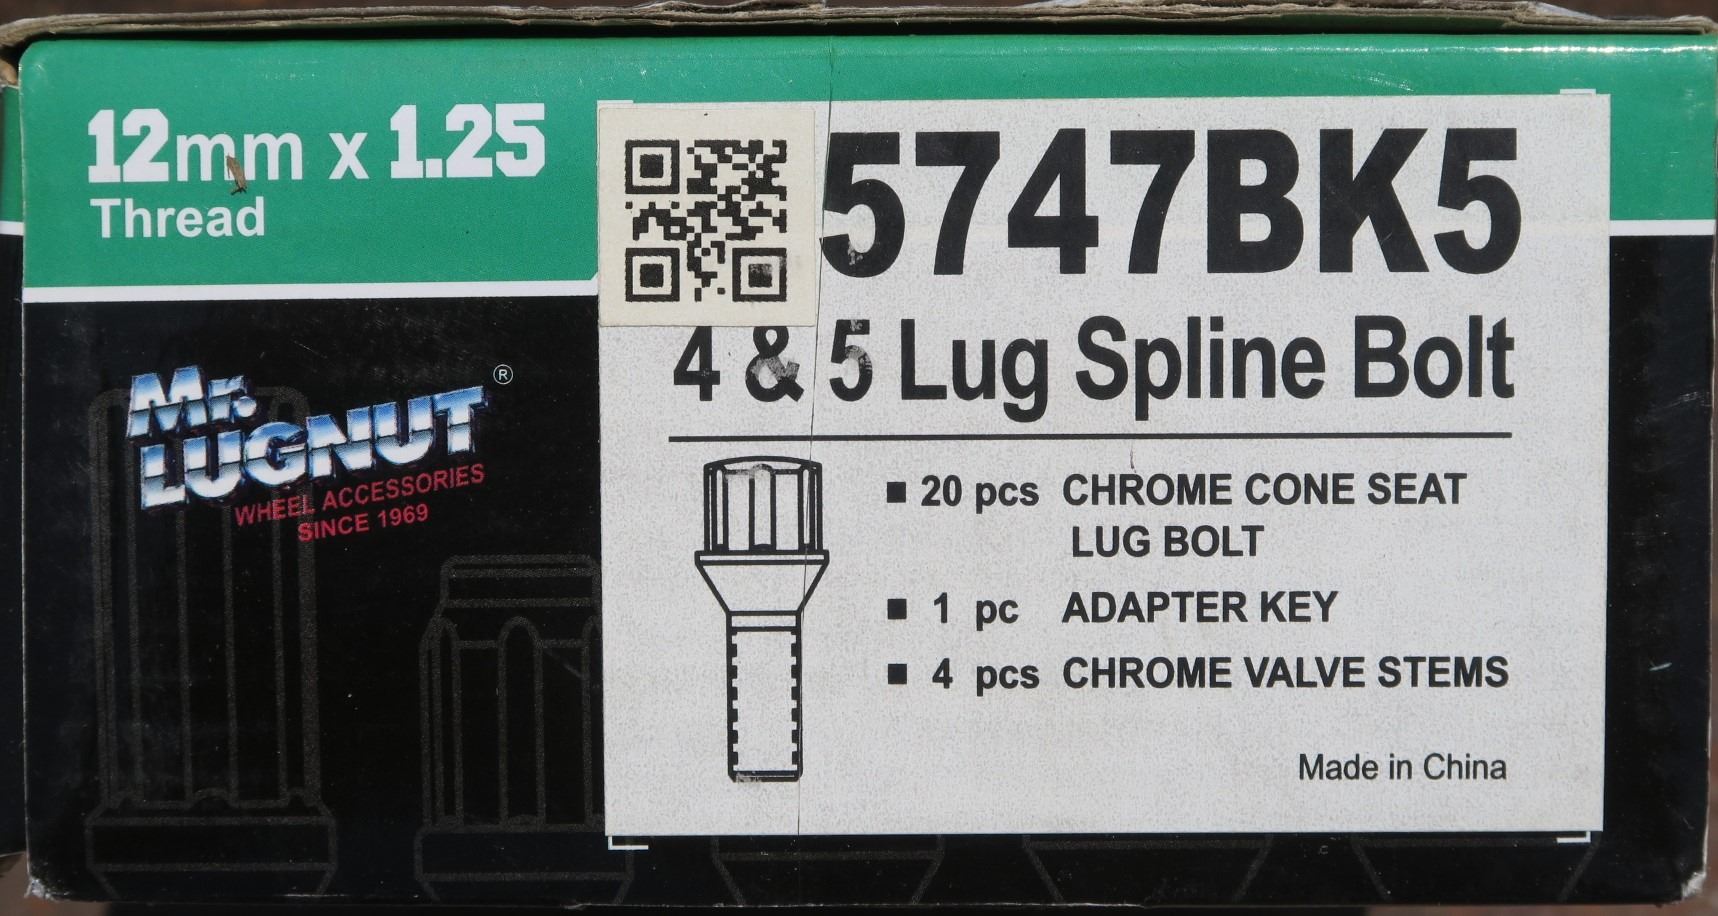 12mm x 1.25
Thread
5747BK5
4 & 5 Lug Spline Bolt
Mr.
LUGNUT
®
WHEEL ACCESSORIES
SINCE 1969
■ 20 pcs CHROME CONE SEAT
LUG BOLT
■ 1 pc ADAPTER KEY
■ 4 pcs CHROME VALVE STEMS
Made in China